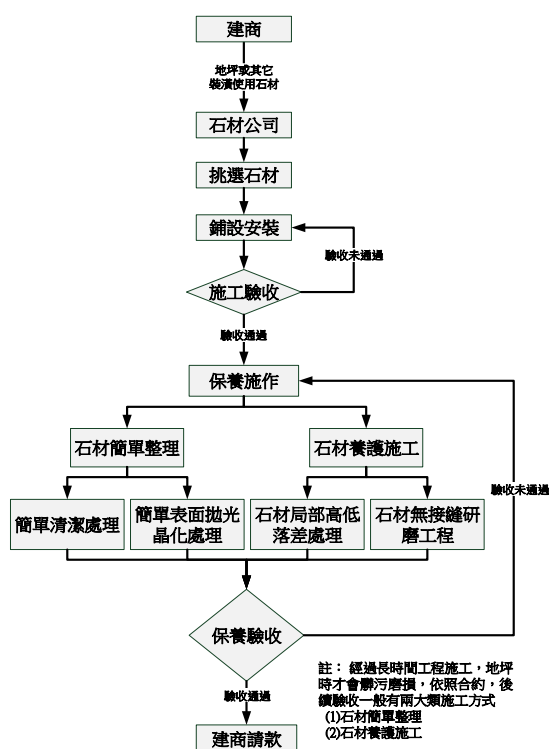 建商
地坪或其它
裝潢使用石材
石材公司
挑選石材
鋪設安裝
驗收未通過
施工驗收
驗收通過
保養施作
石材簡單整理
石材養護施工
驗收未通過
簡單清潔處理
簡單表面拋光
晶化處理
石材局部高低
落差處理
石材無接縫研
磨工程
保養驗收
註： 經過長時間工程施工，地坪
時才會髒污磨損，依照合約，後
續驗收一般有兩大類施工方式
(1)石材簡單整理
(2)石材養護施工
驗收通過
建商請款